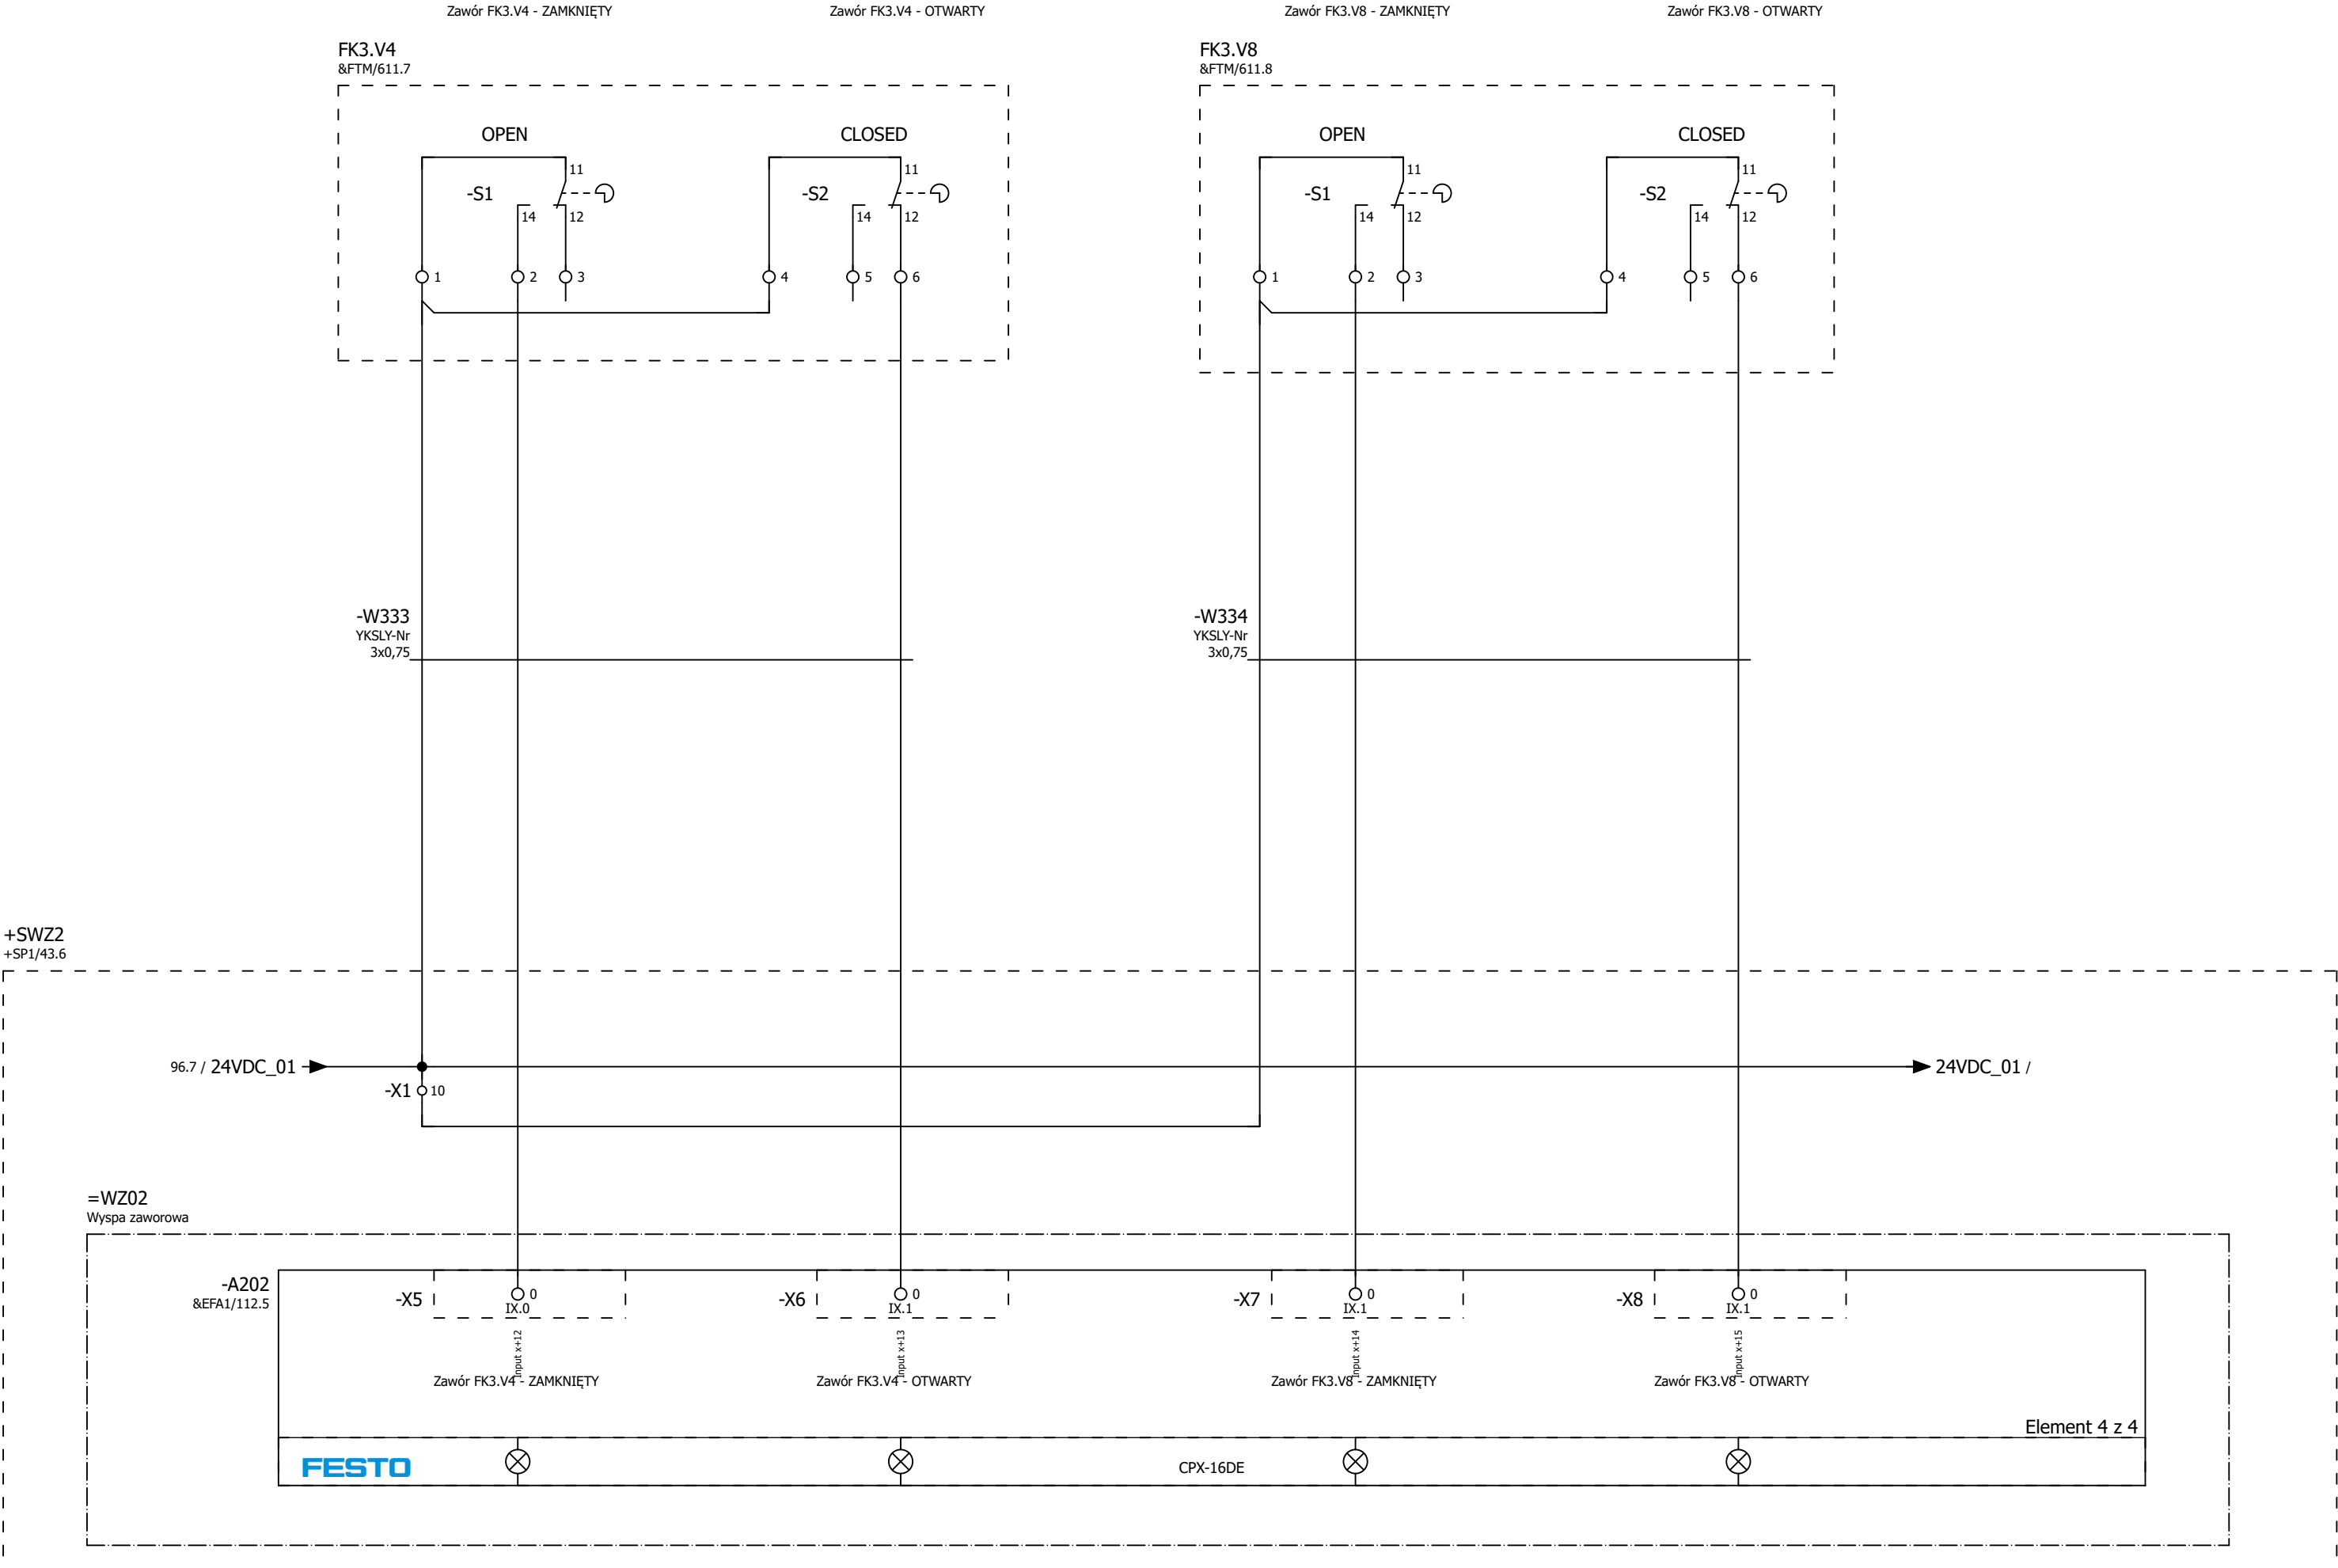 Zawór FK3.V4 - ZAMKNIĘTY
Zawór FK3.V4 - OTWARTY
Zawór FK3.V8 - ZAMKNIĘTY
Zawór FK3.V8 - OTWARTY
FK3.V4
&FTM/611.7
FK3.V8
&FTM/611.8
OPEN
CLOSED
OPEN
CLOSED
11
11
11
11
-S1
-S2
-S1
-S2
14
12
14
12
14
12
14
12
1
2
3
4
5
6
1
2
3
4
5
6
-W333
YKSLY-Nr
3x0,75
-W334
YKSLY-Nr
3x0,75
+SWZ2
+SP1/43.6
96.7 / 24VDC_01
24VDC_01 /
-X1
10
=WZ02
Wyspa zaworowa
-A202
&EFA1/112.5
-X5
0
IX.0
-X6
0
IX.1
-X7
0
IX.1
-X8
0
IX.1
Input x+12
Input x+13
Input x+14
Input x+15
Zawór FK3.V4 - ZAMKNIĘTY
Zawór FK3.V4 - OTWARTY
Zawór FK3.V8 - ZAMKNIĘTY
Zawór FK3.V8 - OTWARTY
Element 4 z 4
FESTO
CPX-16DE